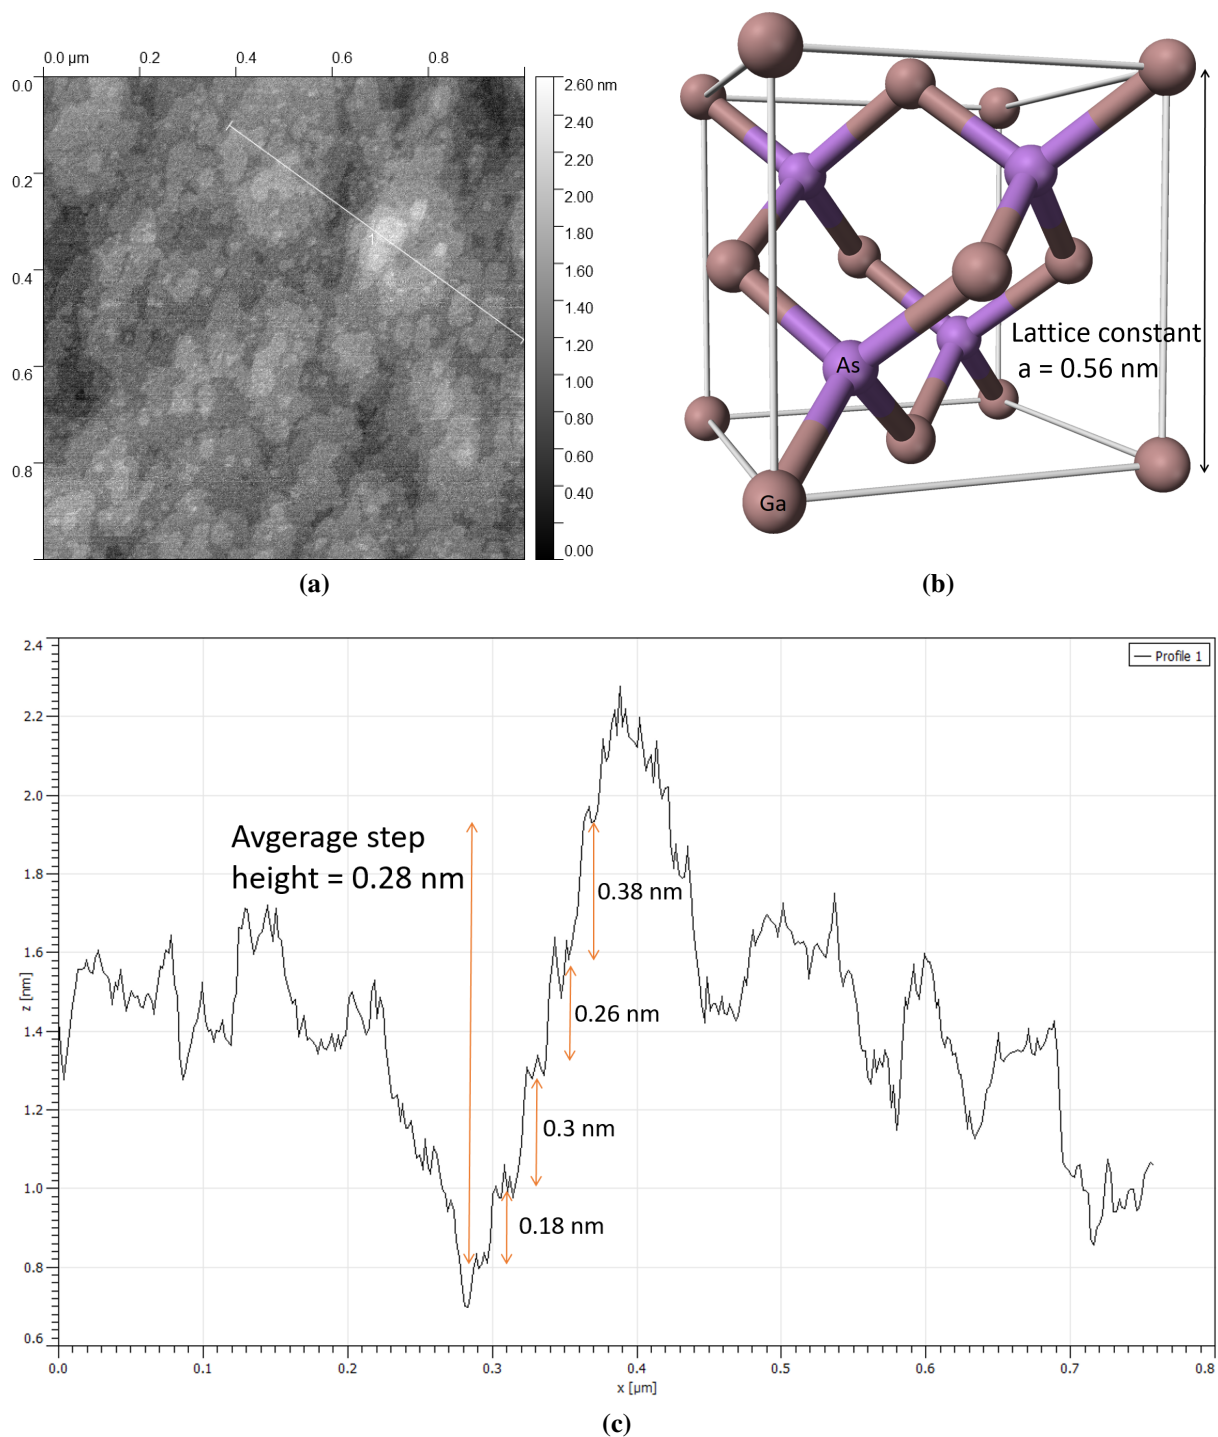 0.0 µm 0.2 0.4 0.6 0.8
0.0
0.2
0.4
0.6
0.8
2.60 nm
2.40
2.20
2.00
1.80
1.60
1.40
1.20
1.00
0.80
0.60
0.40
0.00
1
(a)
Lattice constant
a = 0.56 nm
As
Ga
(b)
2.4
2.2
2.0
1.8
1.6
1.4
1.2
1.0
0.8
0.6
z [nm]
Profile 1
Avgerage step
height = 0.28 nm
0.38 nm
0.26 nm
0.3 nm
0.18 nm
0.0 0.1 0.2 0.3 0.4 0.5 0.6 0.7 0.8
x [µm]
(c)